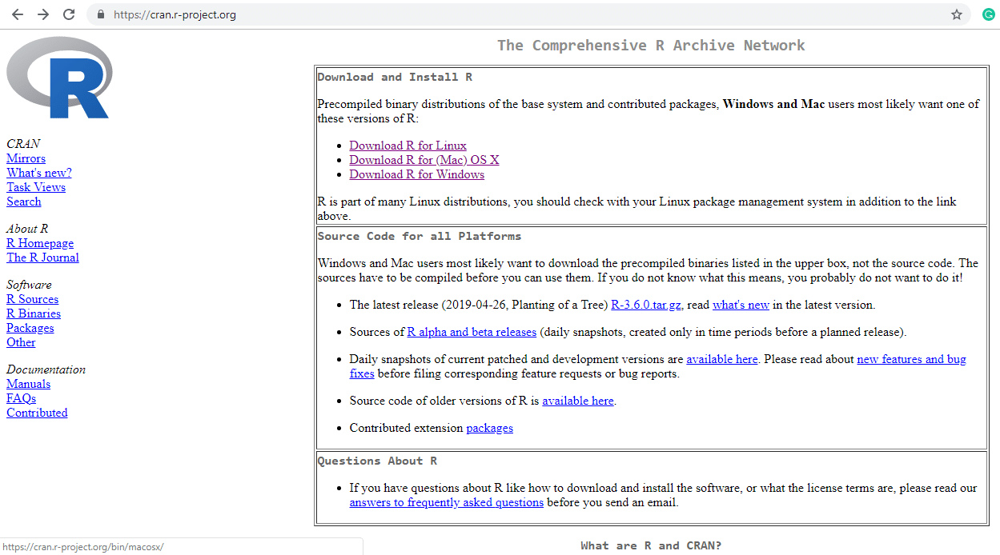 https://cran.r-project.org
R
CRAN
Mirrors
What's new?
Task Views
Search
About R
R Homepage
The R Journal
Software
R Sources
R Binaries
Packages
Other
Documentation
Manuals
FAQs
Contributed
The Comprehensive R Archive Network
Download and Install R
Precompiled binary distributions of the base system and contributed packages, Windows and Mac users most likely want one of
these versions of R:
Download R for Linux
Download R for (Mac) OS X
Download R for Windows
R is part of many Linux distributions, you should check with your Linux package management system in addition to the link
above.
Source Code for all Platforms
Windows and Mac users most likely want to download the precompiled binaries listed in the upper box, not the source code. The
sources have to be compiled before you can use them. If you do not know what this means, you probably do not want to do it!
The latest release (2019-04-26, Planting of a Tree) R-3.6.0.tar.gz, read what's new in the latest version.
Sources of R alpha and beta releases (daily snapshots, created only in time periods before a planned release).
Daily snapshots of current patched and development versions are available here. Please read about new features and bug
fixes before filing corresponding feature requests or bug reports.
Source code of older versions of R is available here.
Contributed extension packages
Questions About R
If you have questions about R like how to download and install the software, or what the license terms are, please read our
answers to frequently asked questions before you send an email.
What are R and CRAN?
https://cran.r-project.org/bin/macosx/